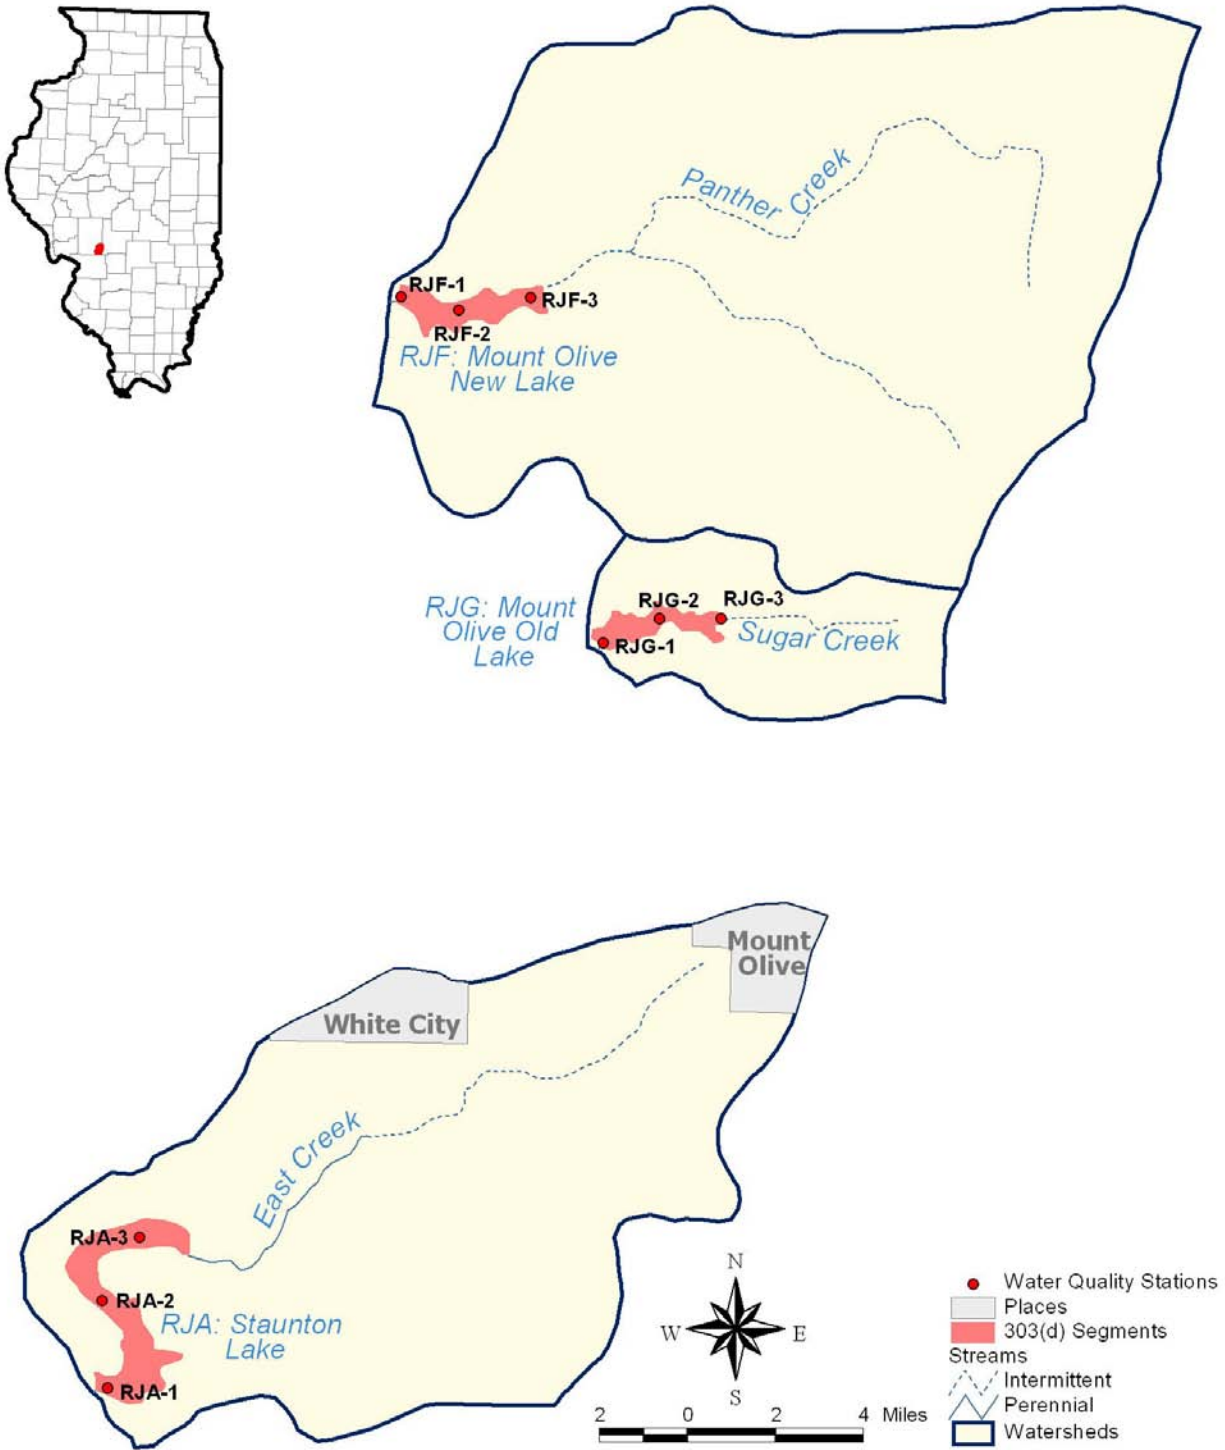 Panther Creek
RJF-1
RJF-3
RJF-2
RJF: Mount Olive
New Lake
RJG: Mount
Olive Old
Lake
RJG-2
RJG-3
RJG-1
Sugar Creek
Mount
Olive
White City
East Creek
RJA-3
RJA-2
RJA: Staunton
Lake
RJA-1
N
W
E
S
2 0 2 4 Miles
Water Quality Stations
Places
303(d) Segments
Streams
Intermittent
Perennial
Watersheds